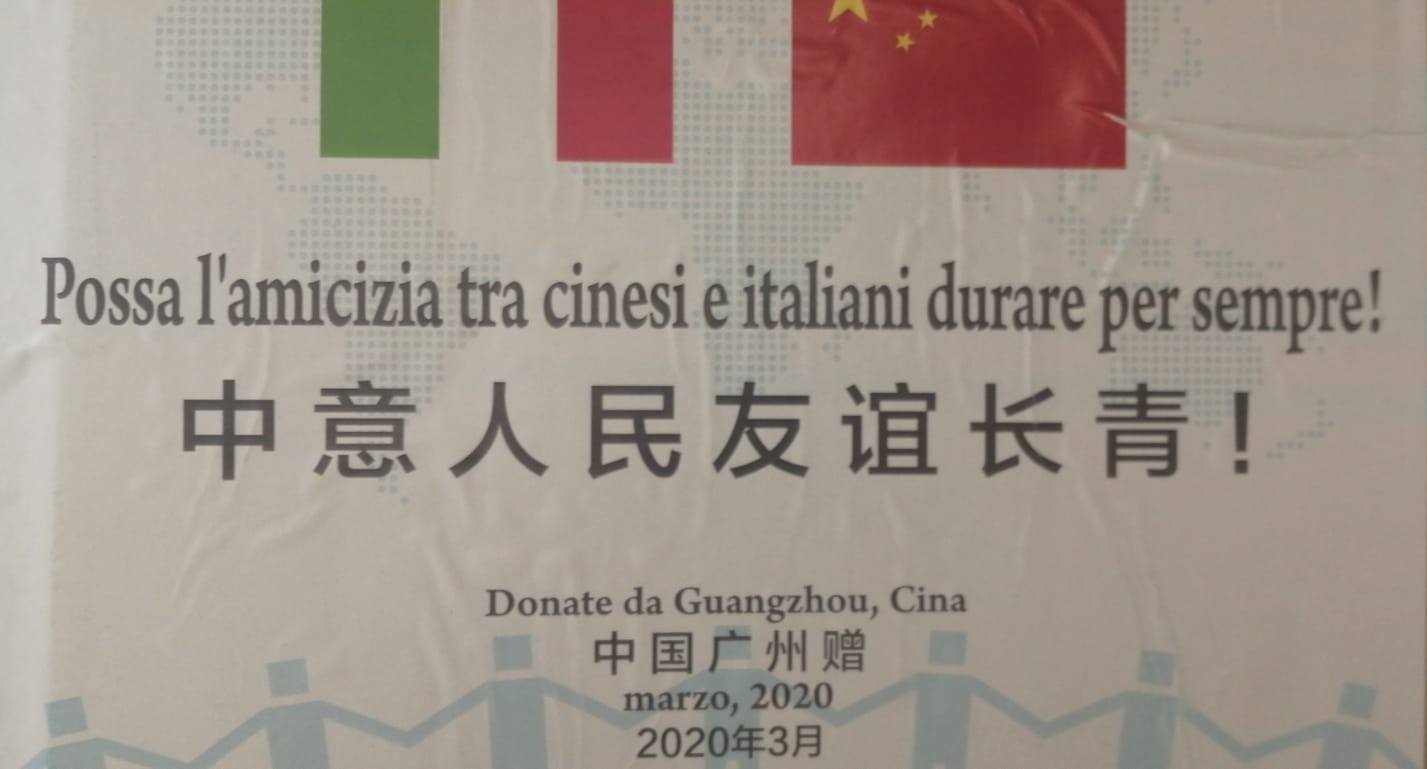 Possa l'amicizia tra cinesi e italiani durare per sempre!
中意人民友谊长青!
Donate da Guangzhou, Cina
中国广州赠
marzo, 2020
2020年3月